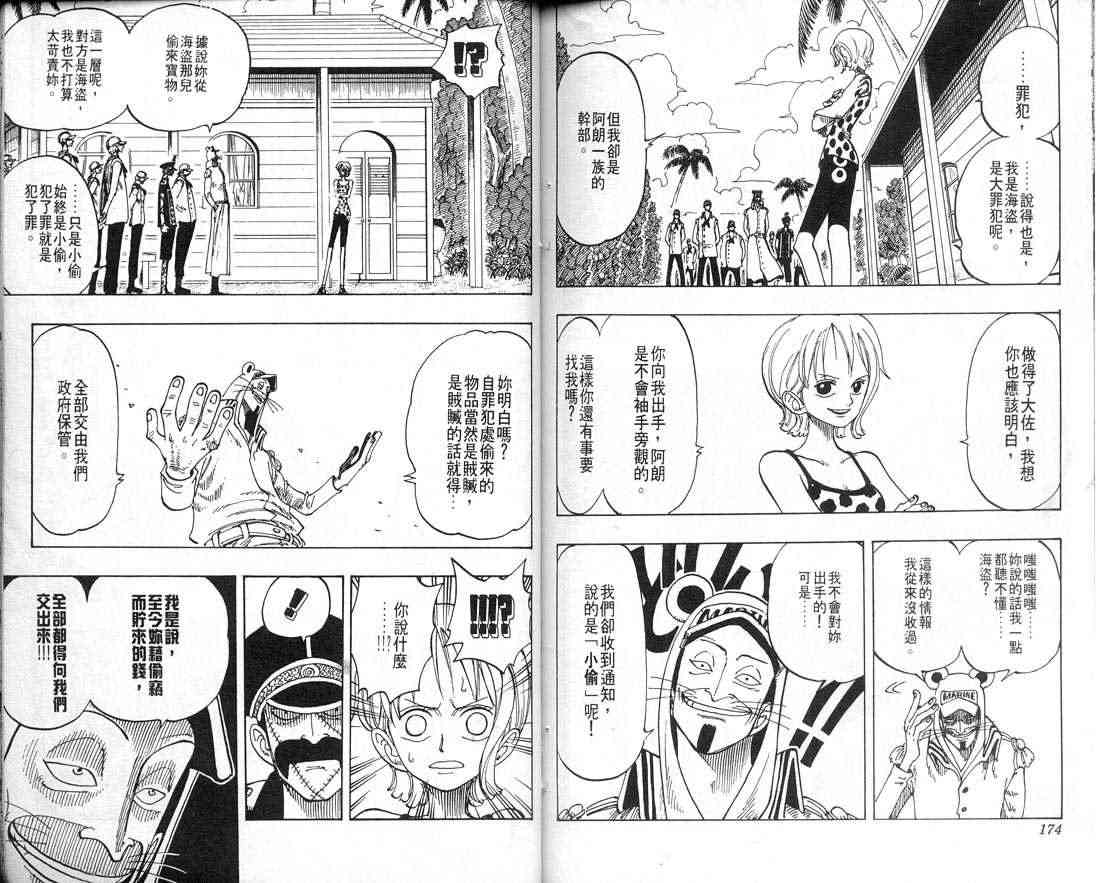 ……罪犯，
……說得也是，
我是海盜，
是大罪犯呢。
但我卻是
阿朗一族的
幹部。
做得了大佐，我想
你也應該明白，
你向我出手，阿朗
是不會袖手旁觀的。
這樣你還有事要
找我嗎？
嗤嗤嗤嗤…
妳說的話我一點
都聽不懂……
海盜？
這樣的情報
我從來沒收過。
MARINE
我不會對妳
出手的！
可是……
我們卻收到通知，
說的是「小偷」呢！
MARINE
174
!?
據說妳從
海盜那兒
偷來寶物。
這一層呢，
對方是海盜，
我也不打算
太苛責妳。
……只是小偷
始終是小偷，
犯了罪就是
犯了罪。
妳明白嗎？
自罪犯處偷來的
物品當然是賊贓，
是賊贓的話就得…
全部交由我們
政府保管。
!!!!?
你說什麼
……!!?
!
我是說，
至今妳藉偷竊
而貯來的錢，
全部都得向我們
交出來!!!!